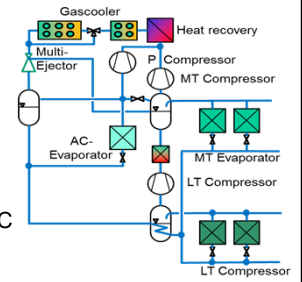 Gascooler
Heat recovery
Multi-
Ejector
P Compressor
MT Compressor
AC-
Evaporator
MT Evaporator
LT Compressor
C
LT Compressor